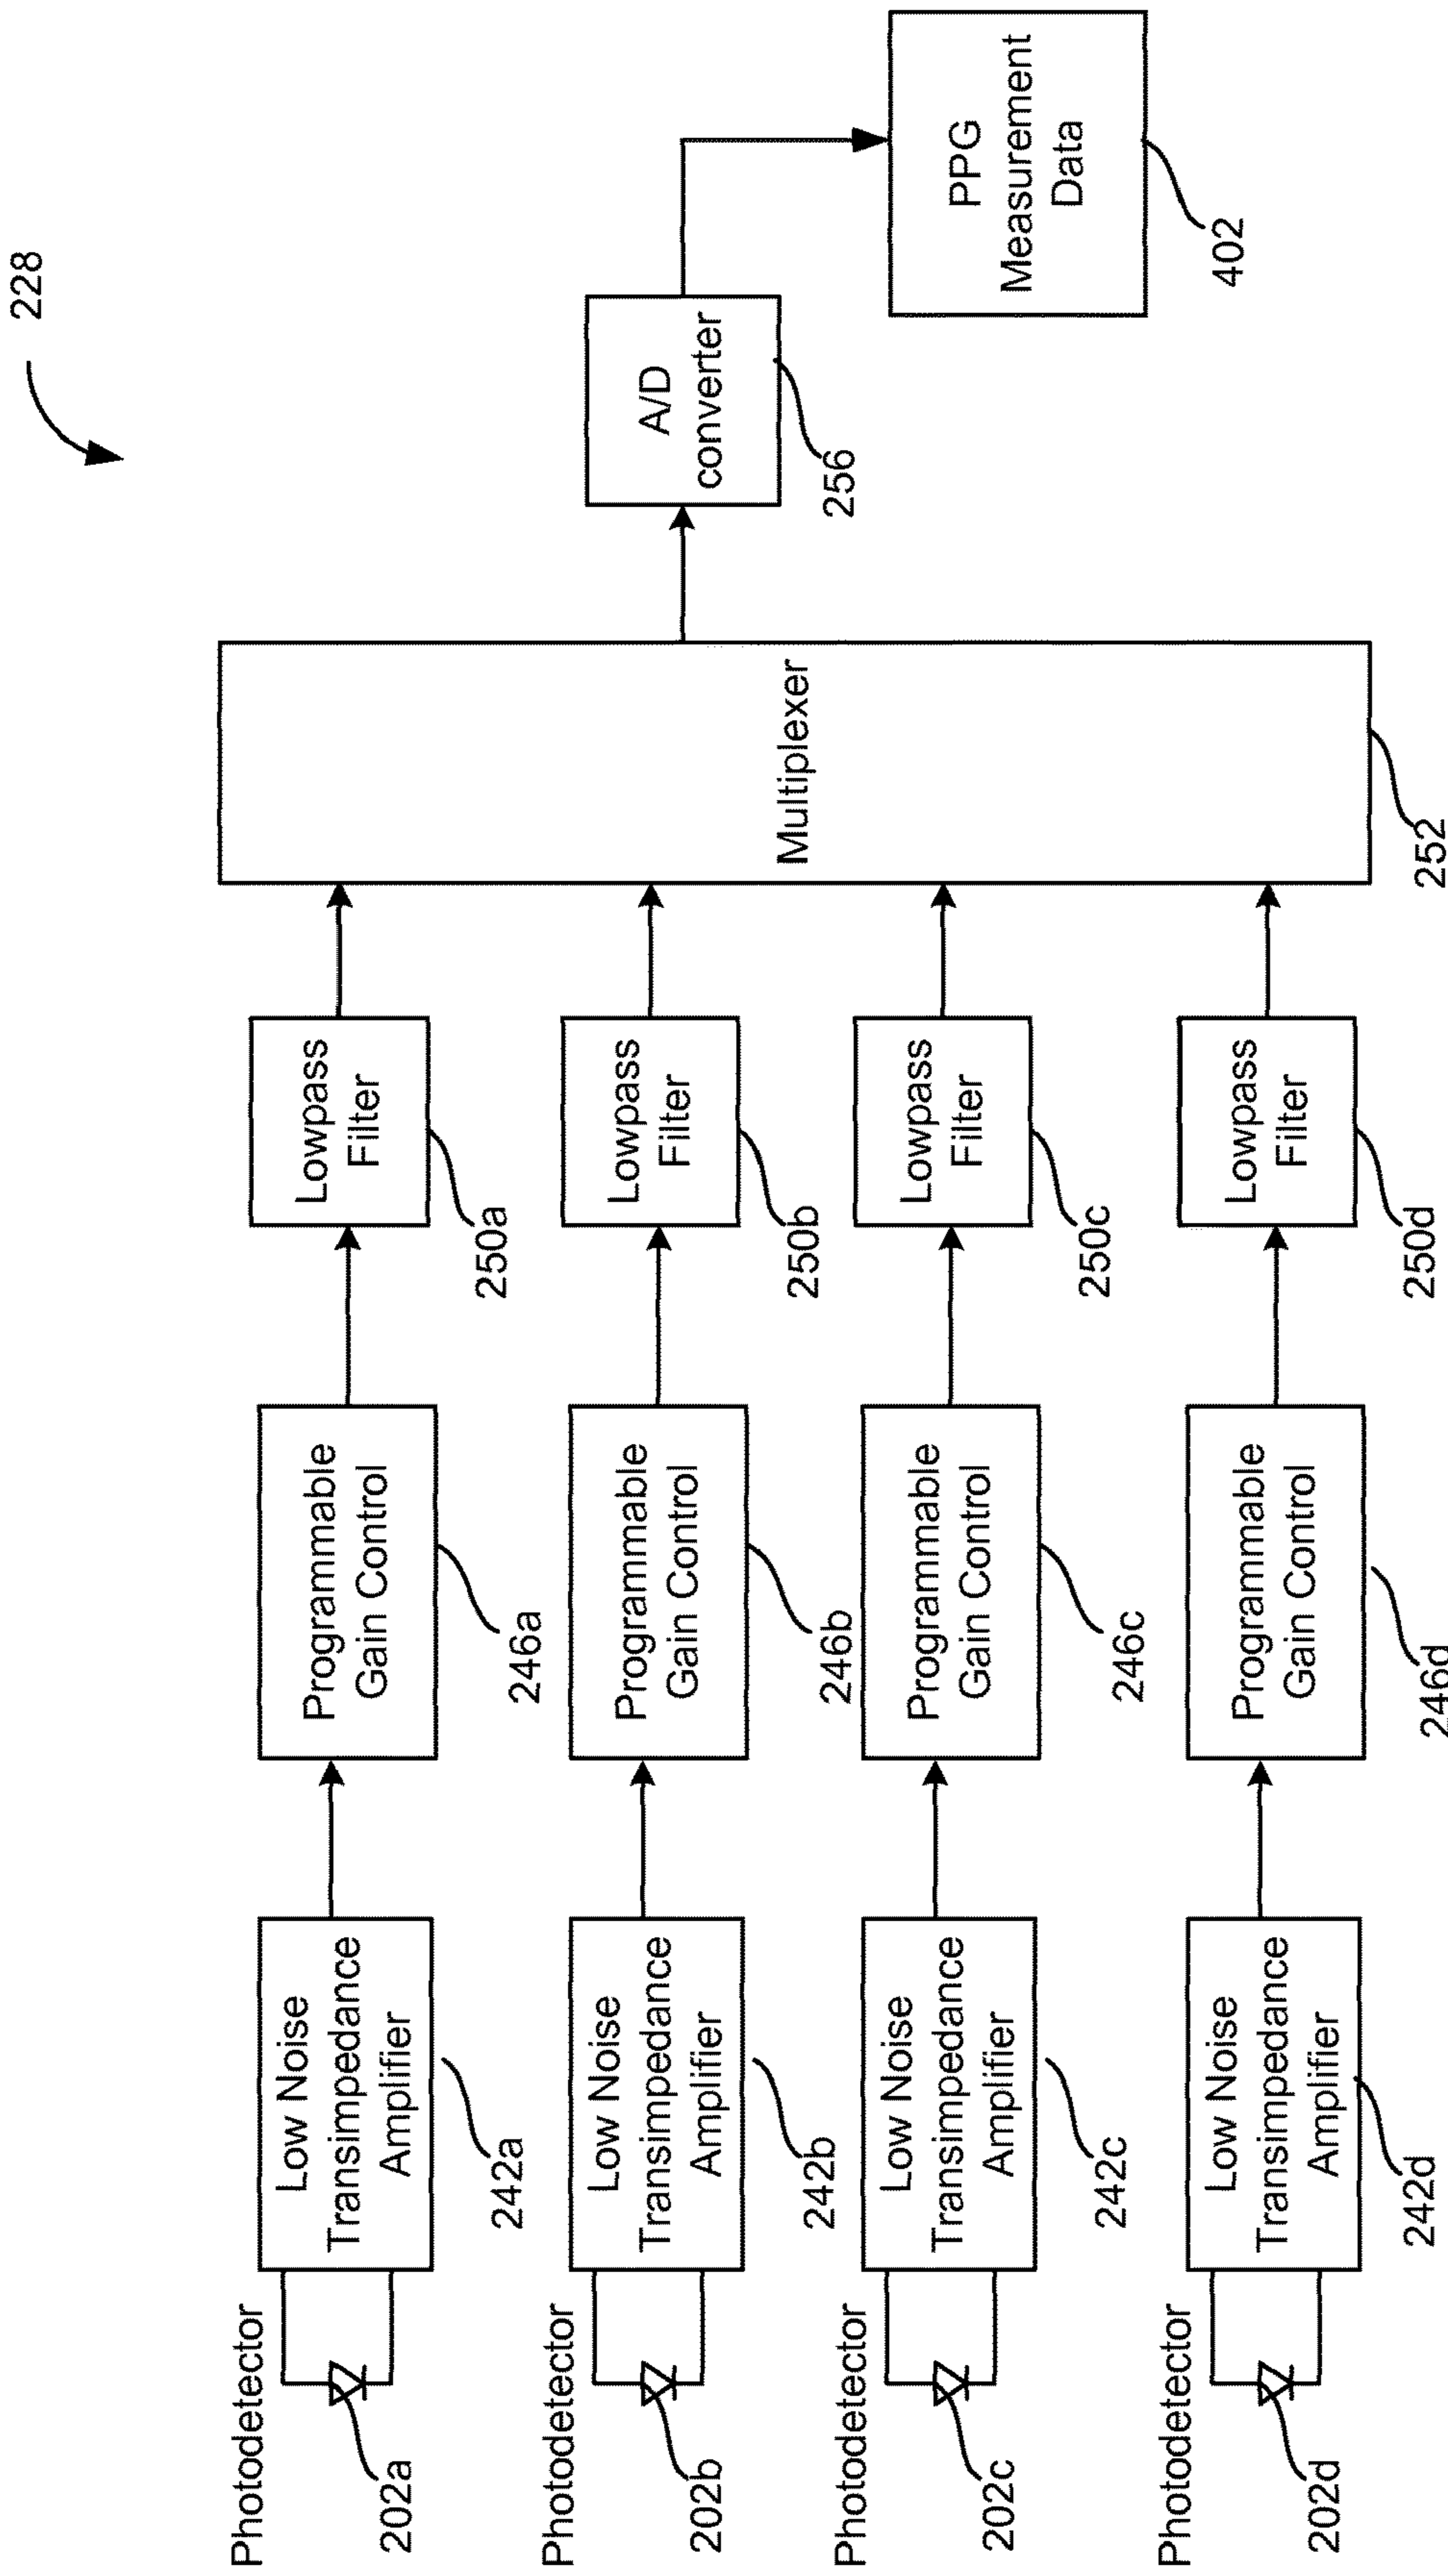 228
Photodetector
202a
Low Noise
Transimpedance
Amplifier
242a
Programmable
Gain Control
246a
Lowpass
Filter
250a
Photodetector
202b
Low Noise
Transimpedance
Amplifier
242b
Programmable
Gain Control
246b
Lowpass
Filter
250b
Photodetector
202c
Low Noise
Transimpedance
Amplifier
242c
Programmable
Gain Control
246c
Lowpass
Filter
250c
Photodetector
202d
Low Noise
Transimpedance
Amplifier
242d
Programmable
Gain Control
246d
Lowpass
Filter
250d
Multiplexer
252
A/D
converter
256
PPG
Measurement
Data
402